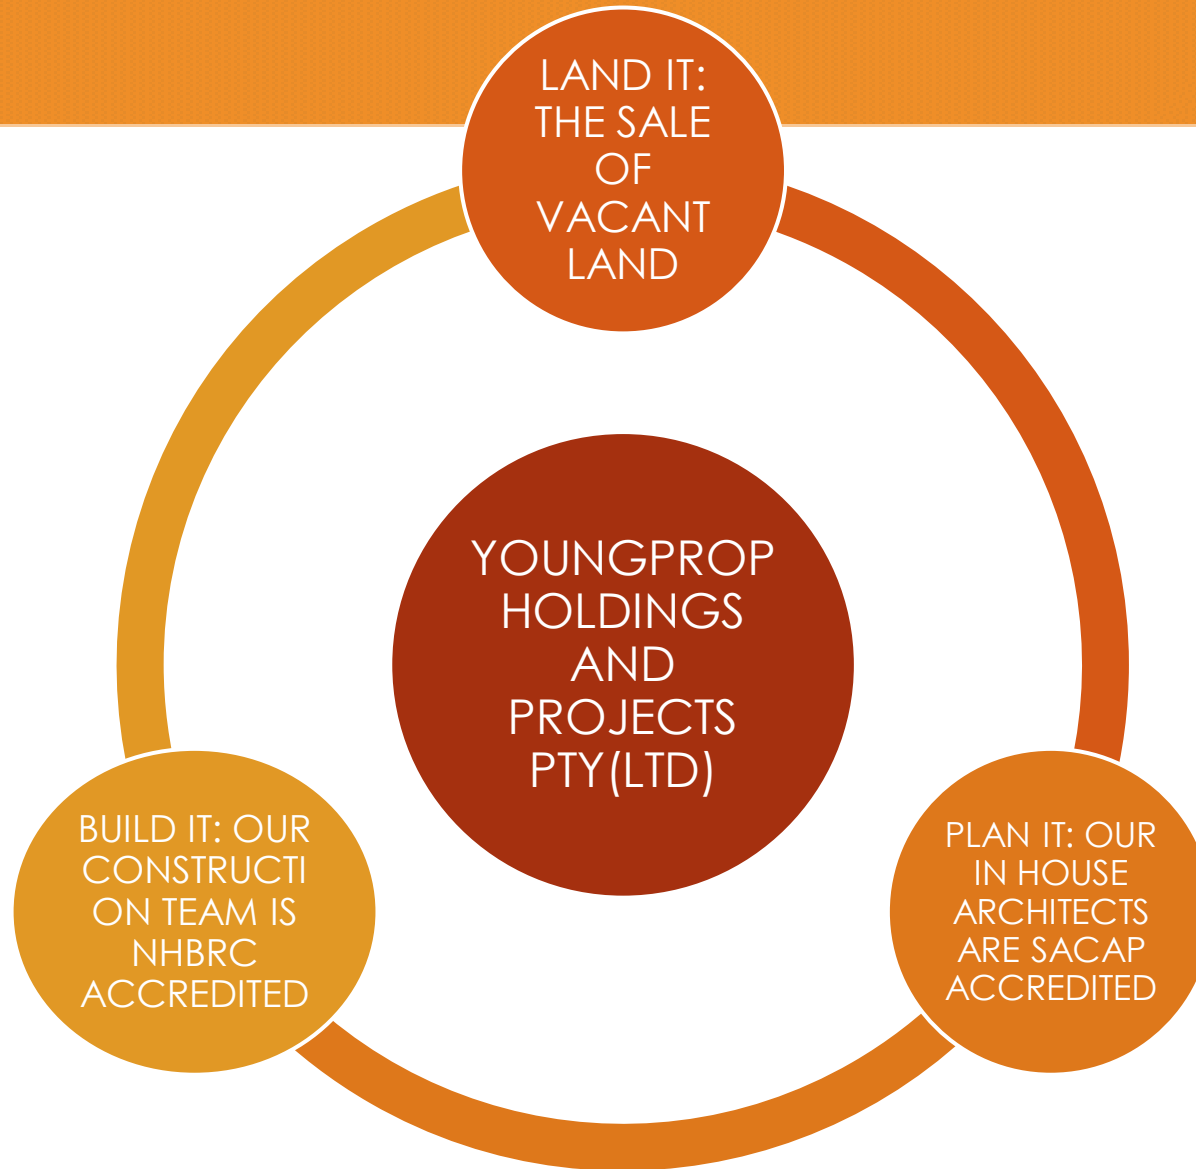 LAND IT:
THE SALE
OF
VACANT
LAND
YOUNGPROP
HOLDINGS
AND
PROJECTS
PTY(LTD)
BUILD IT: OUR
CONSTRUCTI
ON TEAM IS
NHBRC
ACCREDITED
PLAN IT: OUR
IN HOUSE
ARCHITECTS
ARE SACAP
ACCREDITED